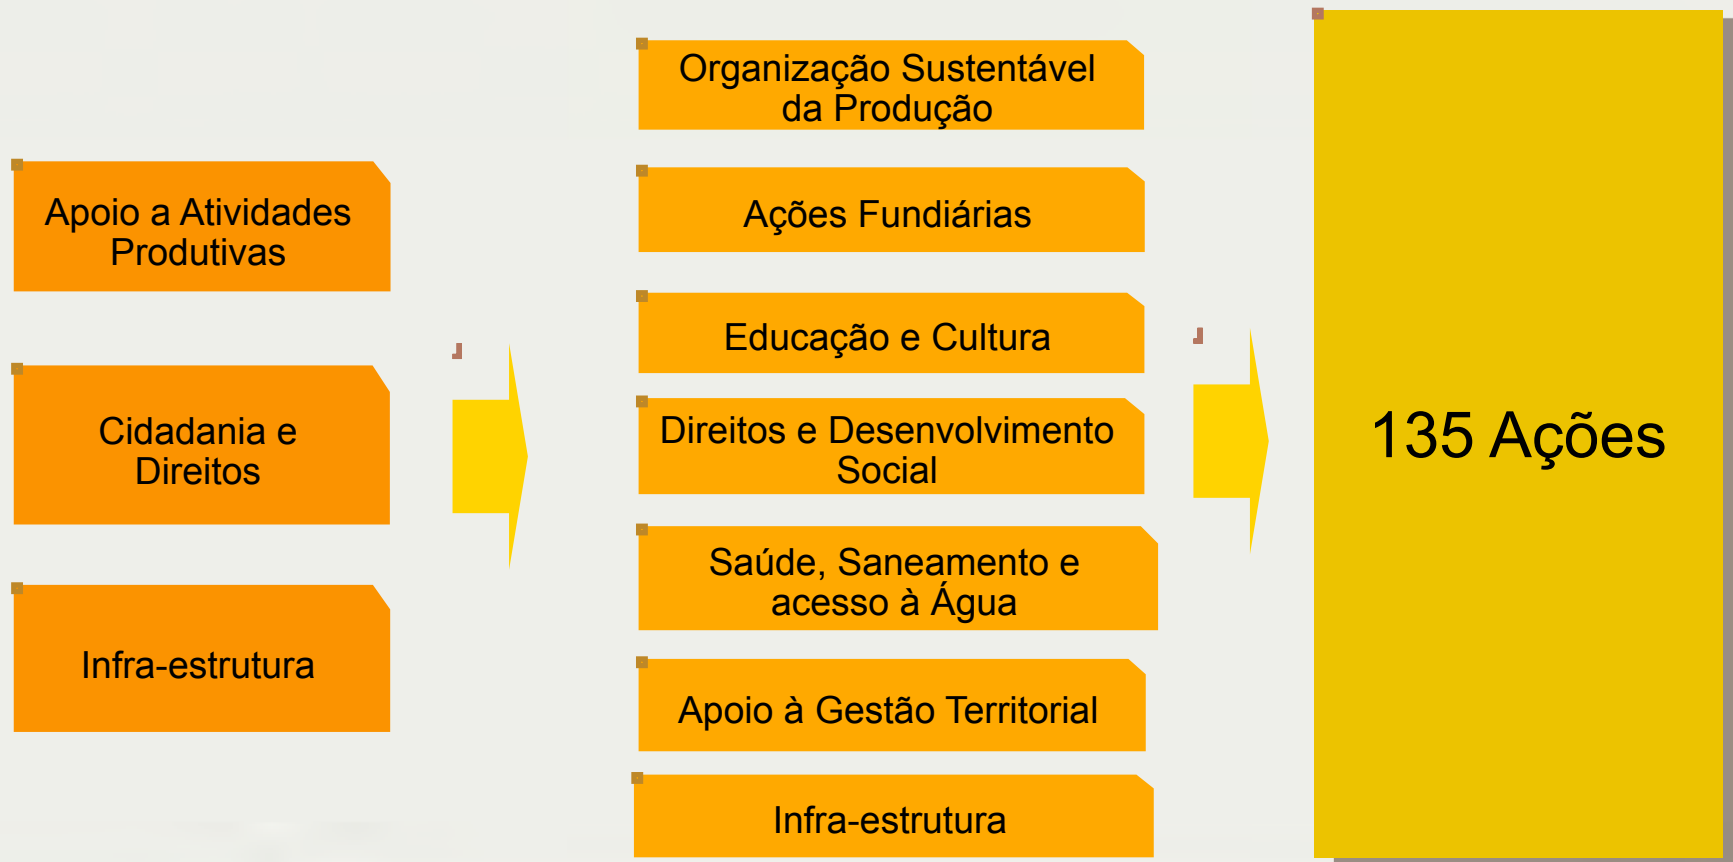 Apoio a Atividades
Produtivas
Cidadania e
Direitos
Infra-estrutura
Organização Sustentável
da Produção
Ações Fundiárias
Educação e Cultura
Direitos e Desenvolvimento
Social
Saúde, Saneamento e
acesso à Água
Apoio à Gestão Territorial
Infra-estrutura
135 Ações